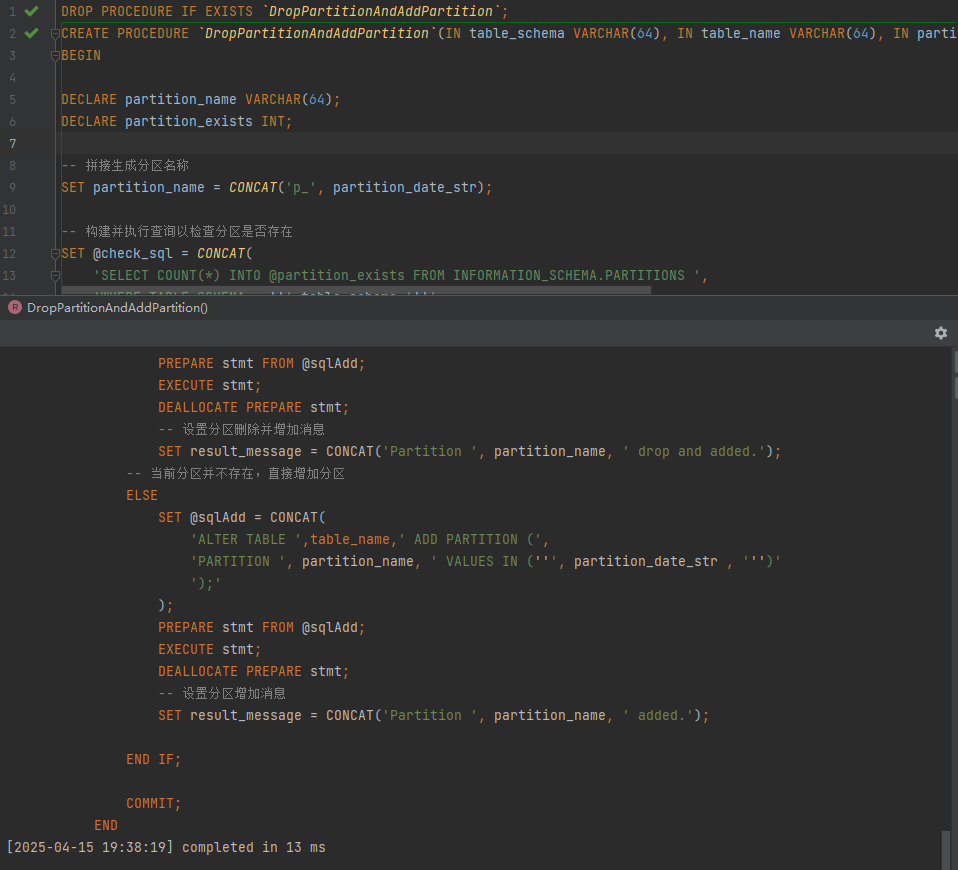 1 DROP PROCEDURE IF EXISTS `DropPartitionAndAddPartition`;
2 CREATE PROCEDURE `DropPartitionAndAddPartition`(IN table_schema VARCHAR(64), IN table_name VARCHAR(64), IN parti
3 BEGIN
4
5 DECLARE partition_name VARCHAR(64);
6 DECLARE partition_exists INT;
7
8 -- 拼接生成分区名称
9 SET partition_name = CONCAT('p_', partition_date_str);
10
11 -- 构建并执行查询以检查分区是否存在
12 SET @check_sql = CONCAT(
13 'SELECT COUNT(*) INTO @partition_exists FROM INFORMATION_SCHEMA.PARTITIONS ',
R DropPartitionAndAddPartition()
PREPARE stmt FROM @sqlAdd;
EXECUTE stmt;
DEALLOCATE PREPARE stmt;
-- 设置分区删除并增加消息
SET result_message = CONCAT('Partition ', partition_name, ' drop and added.');
-- 当前分区并不存在，直接增加分区
ELSE
SET @sqlAdd = CONCAT(
'ALTER TABLE ',table_name,' ADD PARTITION (',
'PARTITION ', partition_name, ' VALUES IN (''', partition_date_str , ''')'
');'
);
PREPARE stmt FROM @sqlAdd;
EXECUTE stmt;
DEALLOCATE PREPARE stmt;
-- 设置分区增加消息
SET result_message = CONCAT('Partition ', partition_name, ' added.');
END IF;
COMMIT;
END
[2025-04-15 19:38:19] completed in 13 ms